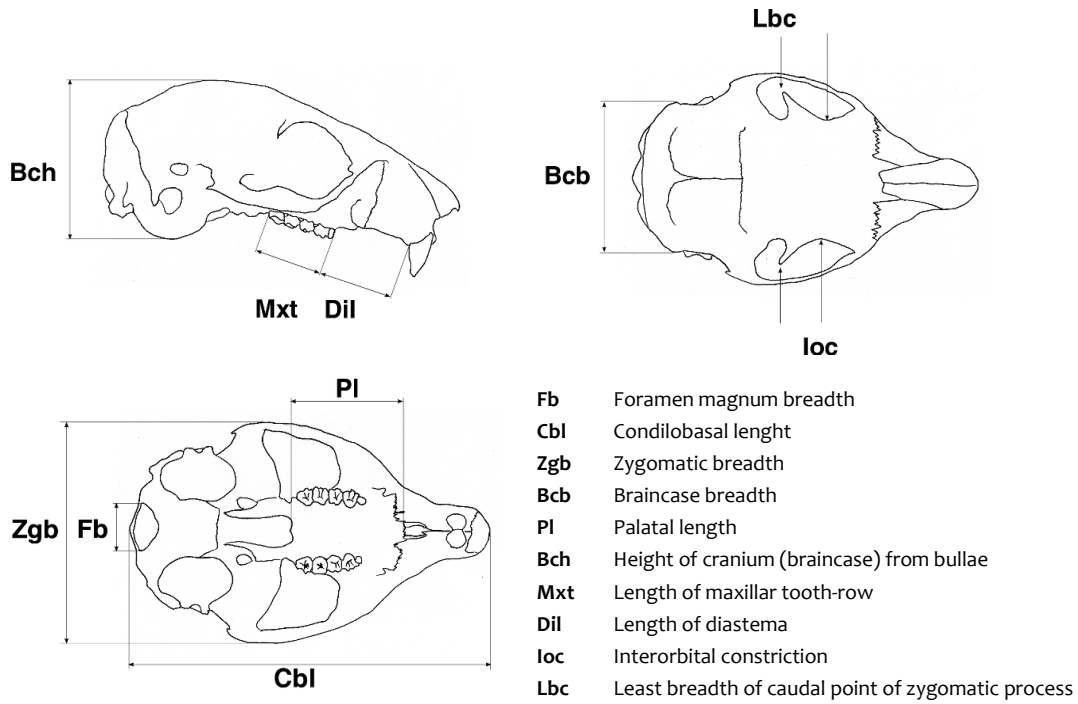 Lbc
Bch
Bcb
Mxt Dil
Ioc
Pl
Zgb Fb
Cbl
Fb Foramen magnum breadth
Cbl Condilobasal lenght
Zgb Zygomatic breadth
Bcb Braincase breadth
Pl Palatal length
Bch Height of cranium (braincase) from bullae
Mxt Length of maxillar tooth-row
Dil Length of diastema
Ioc Interorbital constriction
Lbc Least breadth of caudal point of zygomatic process